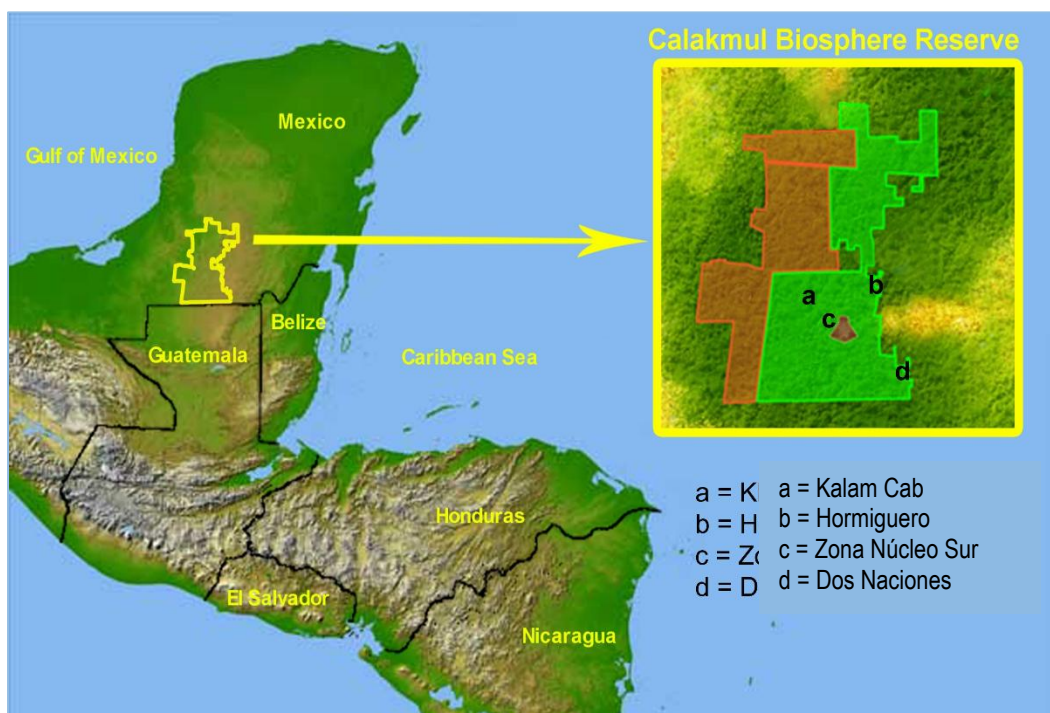 Calakmul Biosphere Reserve
Mexico
Gulf of Mexico
Belize
Guatemala
Caribbean Sea
Honduras
El Salvador
Nicaragua
a
b
c
d
a = K
b = H
c = Z
d = D
a = Kalam Cab
b = Hormiguero
c = Zona Núcleo Sur
d = Dos Naciones